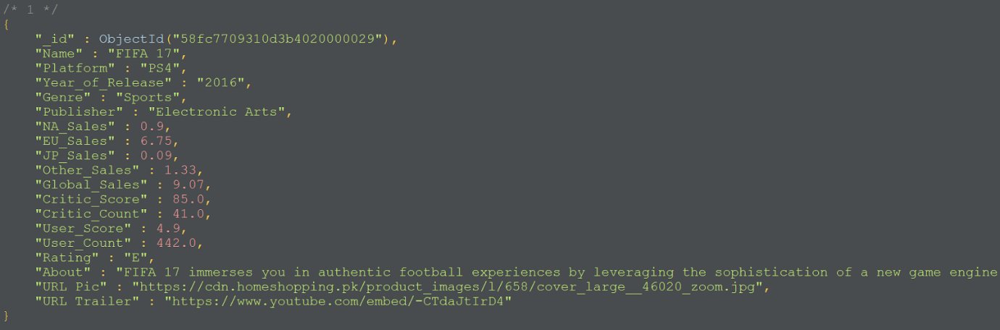 /* 1 */
{
"_id" : ObjectId("58fc7709310d3b4020000029"),
"Name" : "FIFA 17",
"Platform" : "PS4",
"Year_of_Release" : "2016",
"Genre" : "Sports",
"Publisher" : "Electronic Arts",
"NA_Sales" : 0.9,
"EU_Sales" : 6.75,
"JP_Sales" : 0.09,
"Other_Sales" : 1.33,
"Global_Sales" : 9.07,
"Critic_Score" : 85.0,
"Critic_Count" : 41.0,
"User_Score" : 4.9,
"User_Count" : 442.0,
"Rating" : "E",
"About" : "FIFA 17 immerses you in authentic football experiences by leveraging the sophistication of a new game engine
"URL Pic" : "https://cdn.homeshopping.pk/product_images/l/658/cover_large__46020_zoom.jpg",
"URL Trailer" : "https://www.youtube.com/embed/-CTdaJtIrD4"
}